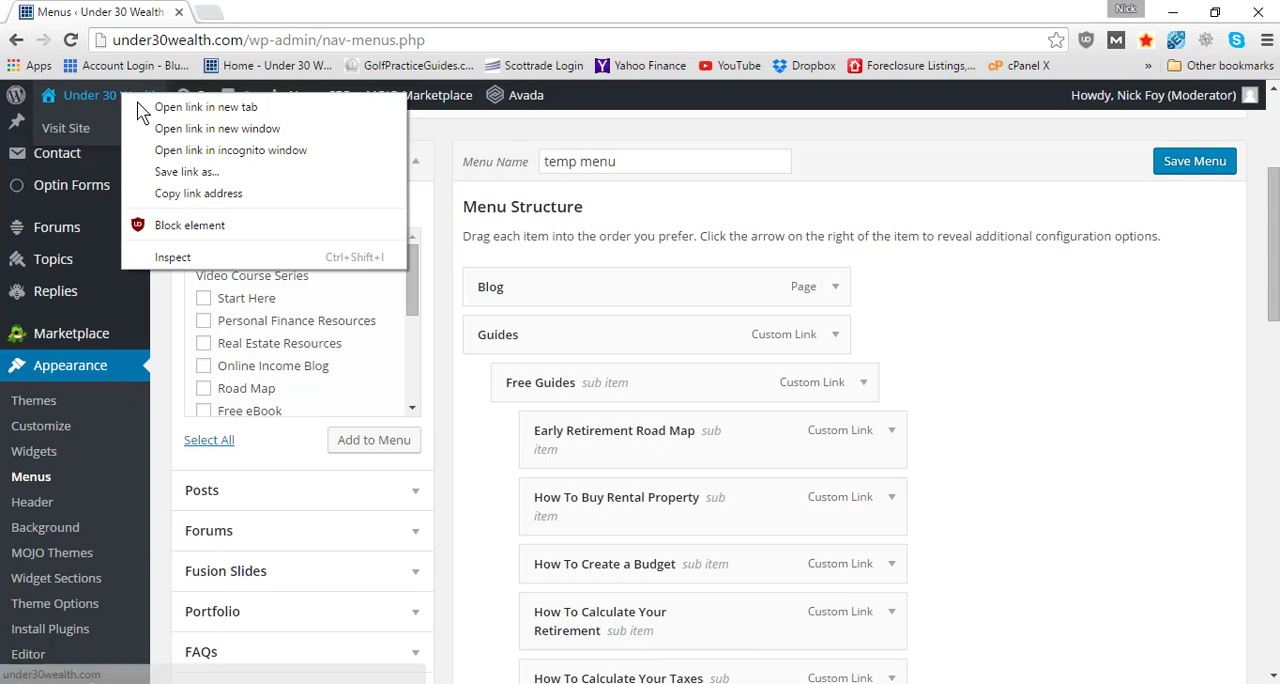 Menus ‹ Under 30 Wealth
Nick
under30wealth.com/wp-admin/nav-menus.php
Apps
Account Login - Blu...
Home - Under 30 W...
GolfPracticeGuides.c...
Scottrade Login
Yahoo Finance
YouTube
Dropbox
Foreclosure Listings,...
cPanel X
»
Other bookmarks
Under 30
Marketplace
Avada
Howdy, Nick Foy (Moderator)
Visit Site
Open link in new tab
Open link in new window
Open link in incognito window
Save link as...
Copy link address
Block element
Inspect
Ctrl+Shift+I
Contact
Optin Forms
Forums
Topics
Replies
Marketplace
Appearance
Themes
Customize
Widgets
Menus
Header
Background
MOJO Themes
Widget Sections
Theme Options
Install Plugins
Editor
under30wealth.com
Video Course Series
Start Here
Personal Finance Resources
Real Estate Resources
Online Income Blog
Road Map
Free eBook
Select All
Add to Menu
Posts
Forums
Fusion Slides
Portfolio
FAQs
Menu Name
temp menu
Save Menu
Menu Structure
Drag each item into the order you prefer. Click the arrow on the right of the item to reveal additional configuration options.
Blog
Page
Guides
Custom Link
Free Guides sub item
Custom Link
Early Retirement Road Map sub
item
Custom Link
How To Buy Rental Property sub
item
Custom Link
How To Create a Budget sub item
Custom Link
How To Calculate Your
Retirement sub item
Custom Link
How To Calculate Your Taxes sub
Custom Link